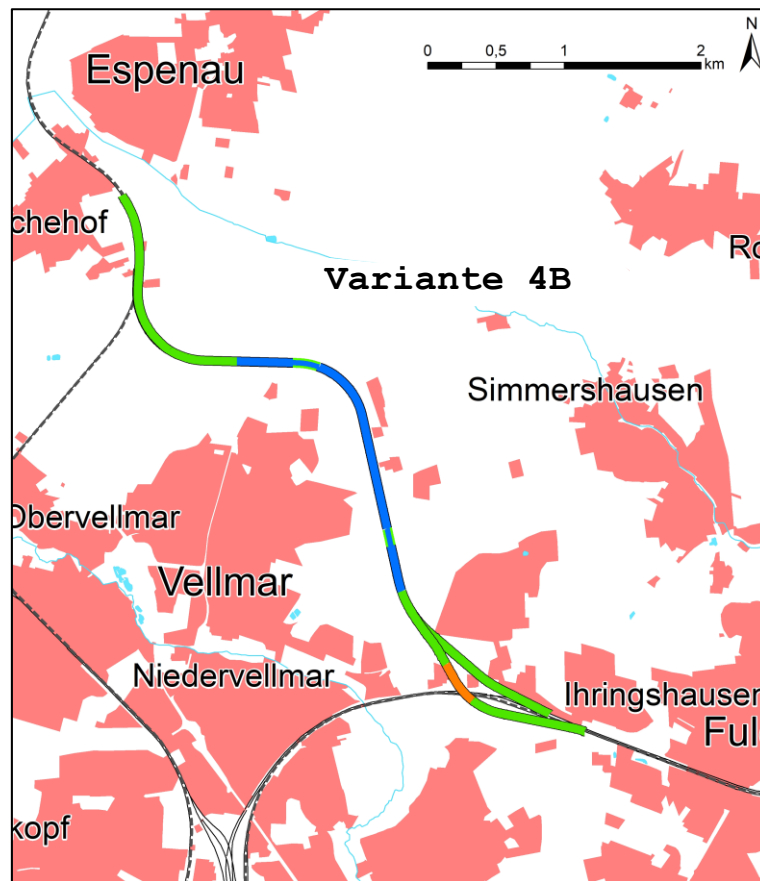 Espenau
N
0 0,5 1 2
km
chehof
Ro
Variante 4B
Simmershausen
Obervellmar
Vellmar
Niedervellmar
Ihringshausen
Ful
kopf